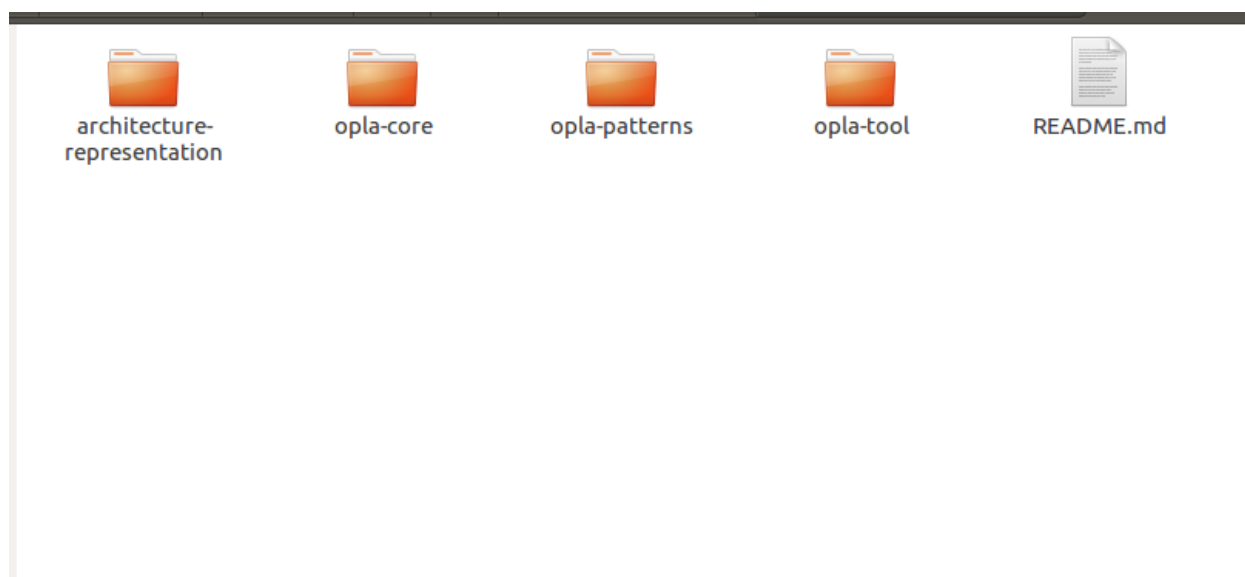 architecture-
representation
opla-core
opla-patterns
opla-tool
README.md